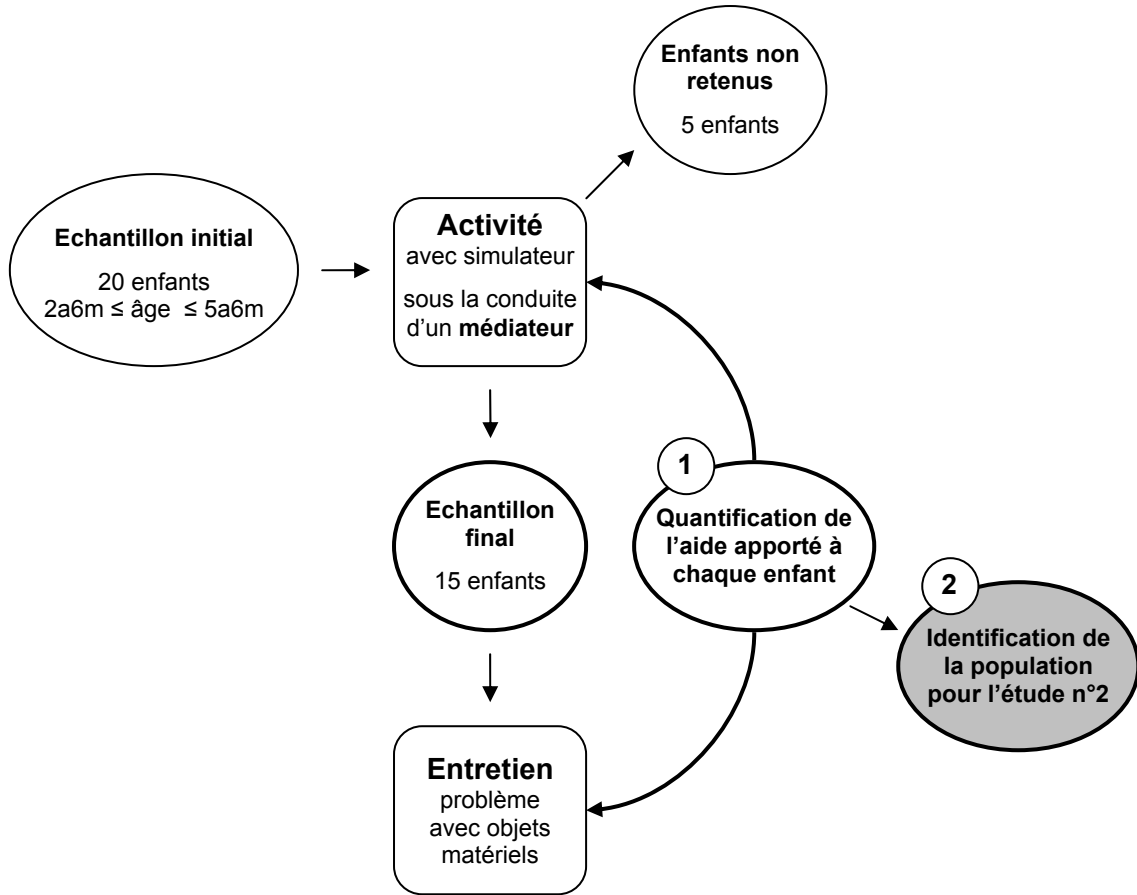 Enfants non
retenus
5 enfants
Echantillon initial
20 enfants
2a6m ≤ âge ≤ 5a6m
Activité
avec simulateur
sous la conduite
d'un médiateur
Echantillon
final
15 enfants
1
Quantification de
l'aide apporté à
chaque enfant
2
Identification de
la population
pour l'étude n°2
Entretien
problème
avec objets
matériels